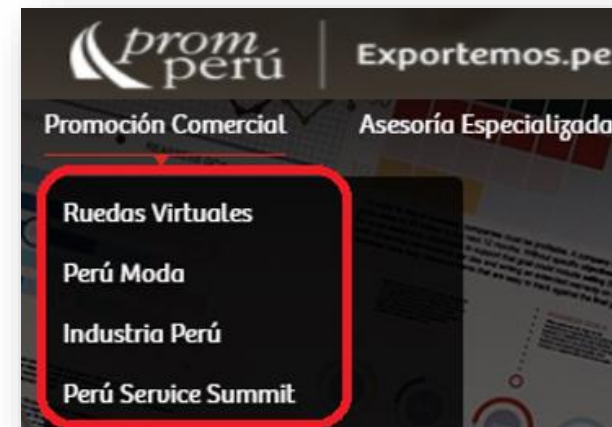 prom
perú
Exportemos.pe
Promoción Comercial
Asesoría Especializada
Ruedas Virtuales
Perú Moda
Industria Perú
Perú Service Summit